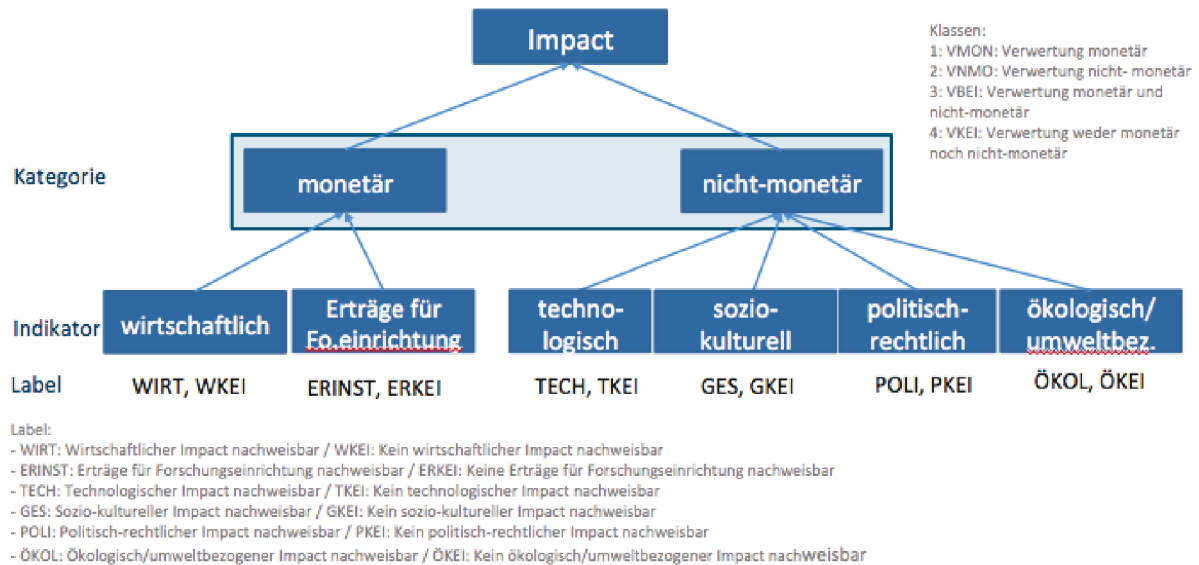 Impact
Klassen:
1: VMON: Verwertung monetär
2: VNMO: Verwertung nicht- monetär
3: VBEI: Verwertung monetär und
nicht-monetär
4: VKEI: Verwertung weder monetär
noch nicht-monetär
Kategorie
monetär
nicht-monetär
Indikator
wirtschaftlich
Erträge für
Fo.einrichtung
techno-
logisch
sozio-
kulturell
politisch-
rechtlich
ökologisch/
umweltbez.
Label
WIRT, WKEI
ERINST, ERKEI
TECH, TKEI
GES, GKEI
POLI, PKEI
ÖKOL, ÖKEI
Label:
- WIRT: Wirtschaftlicher Impact nachweisbar / WKEI: Kein wirtschaftlicher Impact nachweisbar
- ERINST: Erträge für Forschungseinrichtung nachweisbar / ERKEI: Keine Erträge für Forschungseinrichtung nachweisbar
- TECH: Technologischer Impact nachweisbar / TKEI: Kein technologischer Impact nachweisbar
- GES: Sozio-kultureller Impact nachweisbar / GKEI: Kein sozio-kultureller Impact nachweisbar
- POLI: Politisch-rechtlicher Impact nachweisbar / PKEI: Kein politisch-rechtlicher Impact nachweisbar
- ÖKOL: Ökologisch/umweltbezogener Impact nachweisbar / ÖKEI: Kein ökologisch/umweltbezogener Impact nachweisbar